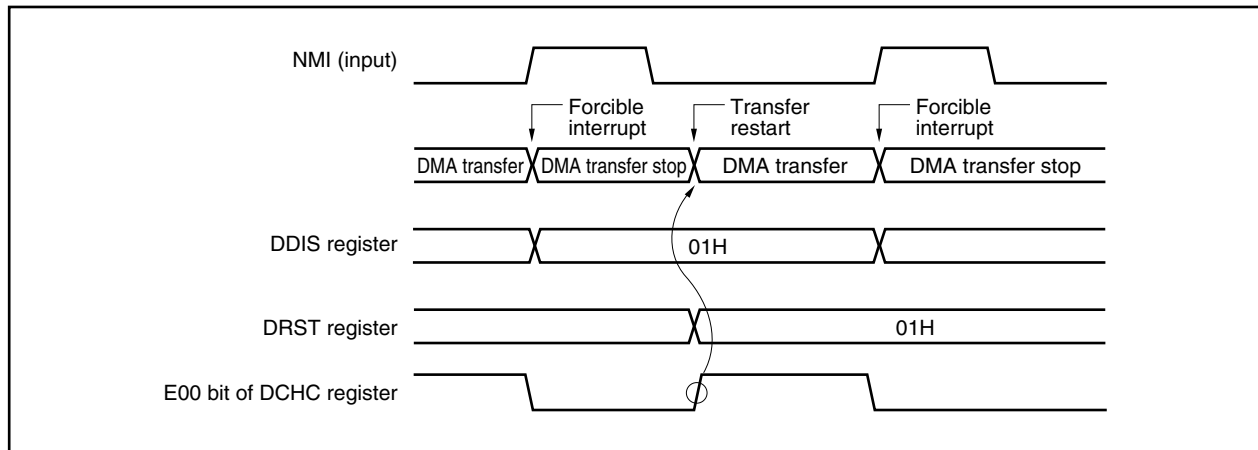 NMI (input)
Forcible
interrupt
Transfer
restart
Forcible
interrupt
DMA transfer
DMA transfer stop
DMA transfer
DMA transfer stop
DDIS register
01H
DRST register
01H
E00 bit of DCHC register